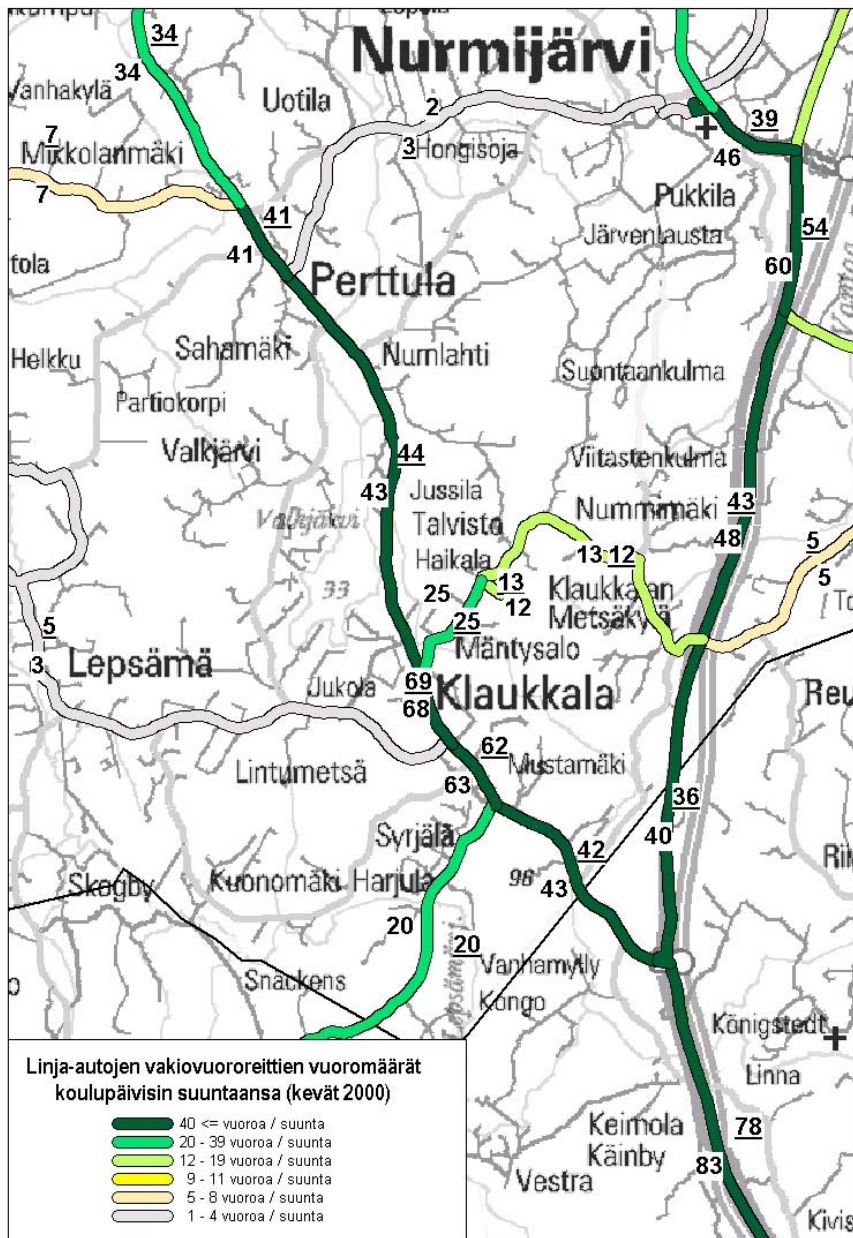 34
34
Nurmijärvi
Vanhakylä
Uotila
2
39
7
Mikkolanmäki
3 Hongisoja
46
7
Pukkila
41
54
Järvenlausta
41
tola
60
Perttula
Helkku
Sahamäki
Numlahti
Suontaankulma
Partiokorpi
Valkjärvi
44
Viitastenkulma
43
Jussila
43
Valkjärvi
Talvisto
Nummimäki
48
Haikala
13 12
5
33
13
5
25
12
Klaukkalan
Metsäkylä
5
25
3
Mäntysalo
Lepsämä
69
Jukola
Klaukkala
68
62
Mustamäki
Lintumetsä
63
36
Syrjälä
40
42
Skogby
Kuonomäki
Harjula
98
43
20
20
Vanhamylly
Snäckens
Kongo
Königstedt
Linna
Linja-autojen vakiovuororeittien vuoromäärät
koulupäivisin suuntaansa (kevät 2000)
40 <= vuoroa / suunta
20 - 39 vuoroa / suunta
12 - 19 vuoroa / suunta
9 - 11 vuoroa / suunta
5 - 8 vuoroa / suunta
1 - 4 vuoroa / suunta
Keimola
78
Käinby
83
Vestra